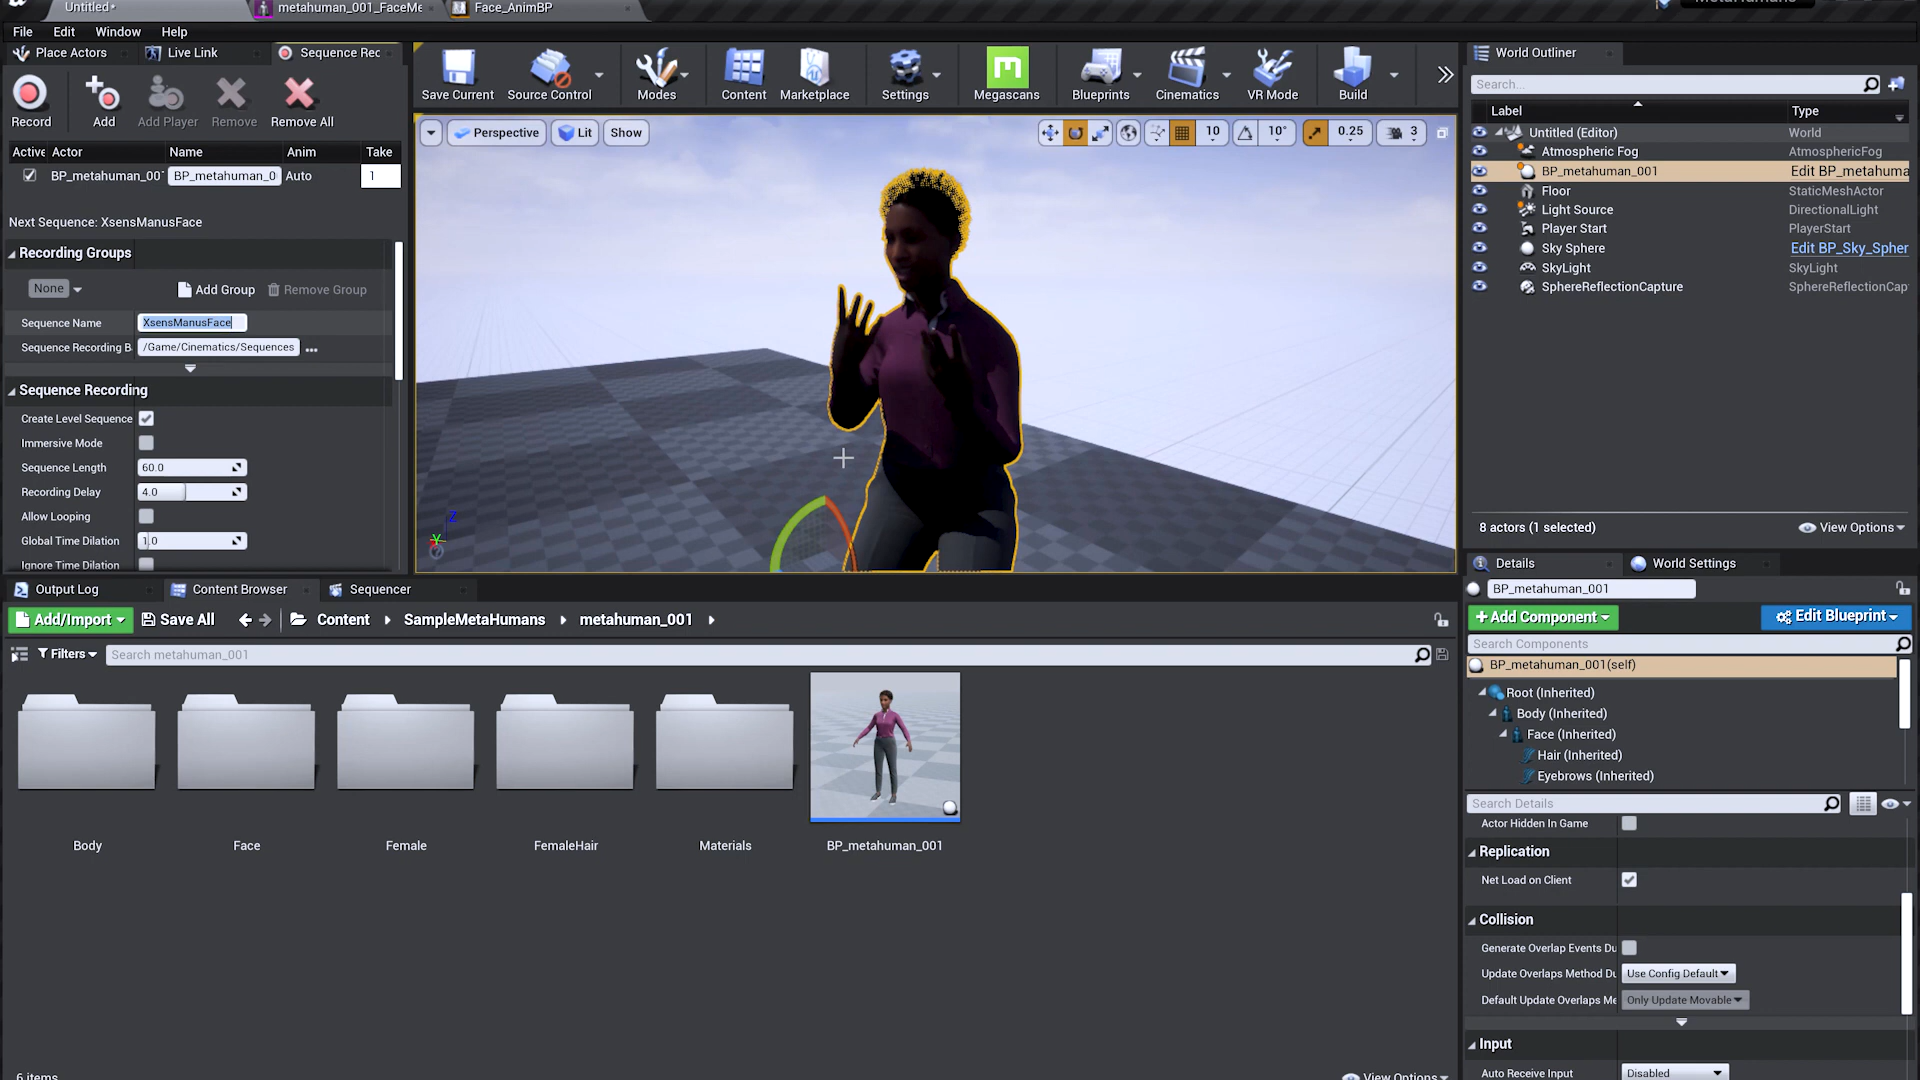 Untitled*
metahuman_001_FaceMe
Face_AnimBP
File Edit Window Help
Place Actors Live Link Sequence Rec
Record Add Add Player Remove Remove All
Active Actor Name Anim Take
BP_metahuman_00 BP_metahuman_0 Auto 1
Next Sequence: XsensManusFace
Recording Groups
None Add Group Remove Group
Sequence Name XsensManusFace
Sequence Recording B /Game/Cinematics/Sequences ...
Sequence Recording
Create Level Sequence
Immersive Mode
Sequence Length 60.0
Recording Delay 4.0
Allow Looping
Global Time Dilation 1.0
Ignore Time Dilation
Save Current Source Control Modes Content Marketplace Settings Megascans Blueprints Cinematics VR Mode Build
Perspective Lit Show 10 10° 0.25 3
Z
Y
World Outliner
Search...
Label Type
Untitled (Editor) World
Atmospheric Fog AtmosphericFog
BP_metahuman_001 Edit BP_metahuma
Floor StaticMeshActor
Light Source DirectionalLight
Player Start PlayerStart
Sky Sphere Edit BP_Sky_Spher
SkyLight SkyLight
SphereReflectionCapture SphereReflectionCap
8 actors (1 selected) View Options
Output Log Content Browser Sequencer
Add/Import Save All Content SampleMetaHumans metahuman_001
Filters Search metahuman_001
Body Face Female FemaleHair Materials BP_metahuman_001
6 items View Options
Details World Settings
BP_metahuman_001
+Add Component Edit Blueprint
Search Components
BP_metahuman_001(self)
Root (Inherited)
Body (Inherited)
Face (Inherited)
Hair (Inherited)
Eyebrows (Inherited)
Search Details
Actor Hidden In Game
Replication
Net Load on Client
Collision
Generate Overlap Events Du
Update Overlaps Method Du Use Config Default
Default Update Overlaps Me Only Update Movable
Input
Auto Receive Input Disabled